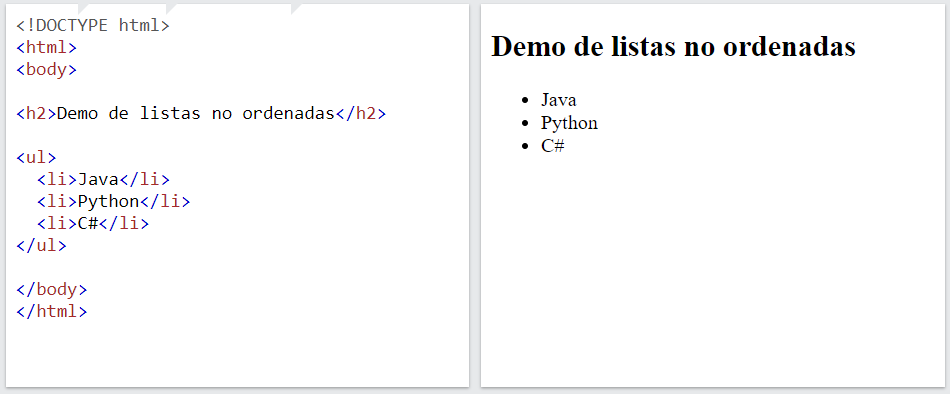 <!DOCTYPE html>
<html>
<body>
<h2>Demo de listas no ordenadas</h2>
<ul>
<li>Java</li>
<li>Python</li>
<li>C#</li>
</ul>
</body>
</html>
Demo de listas no ordenadas
• Java
• Python
• C#